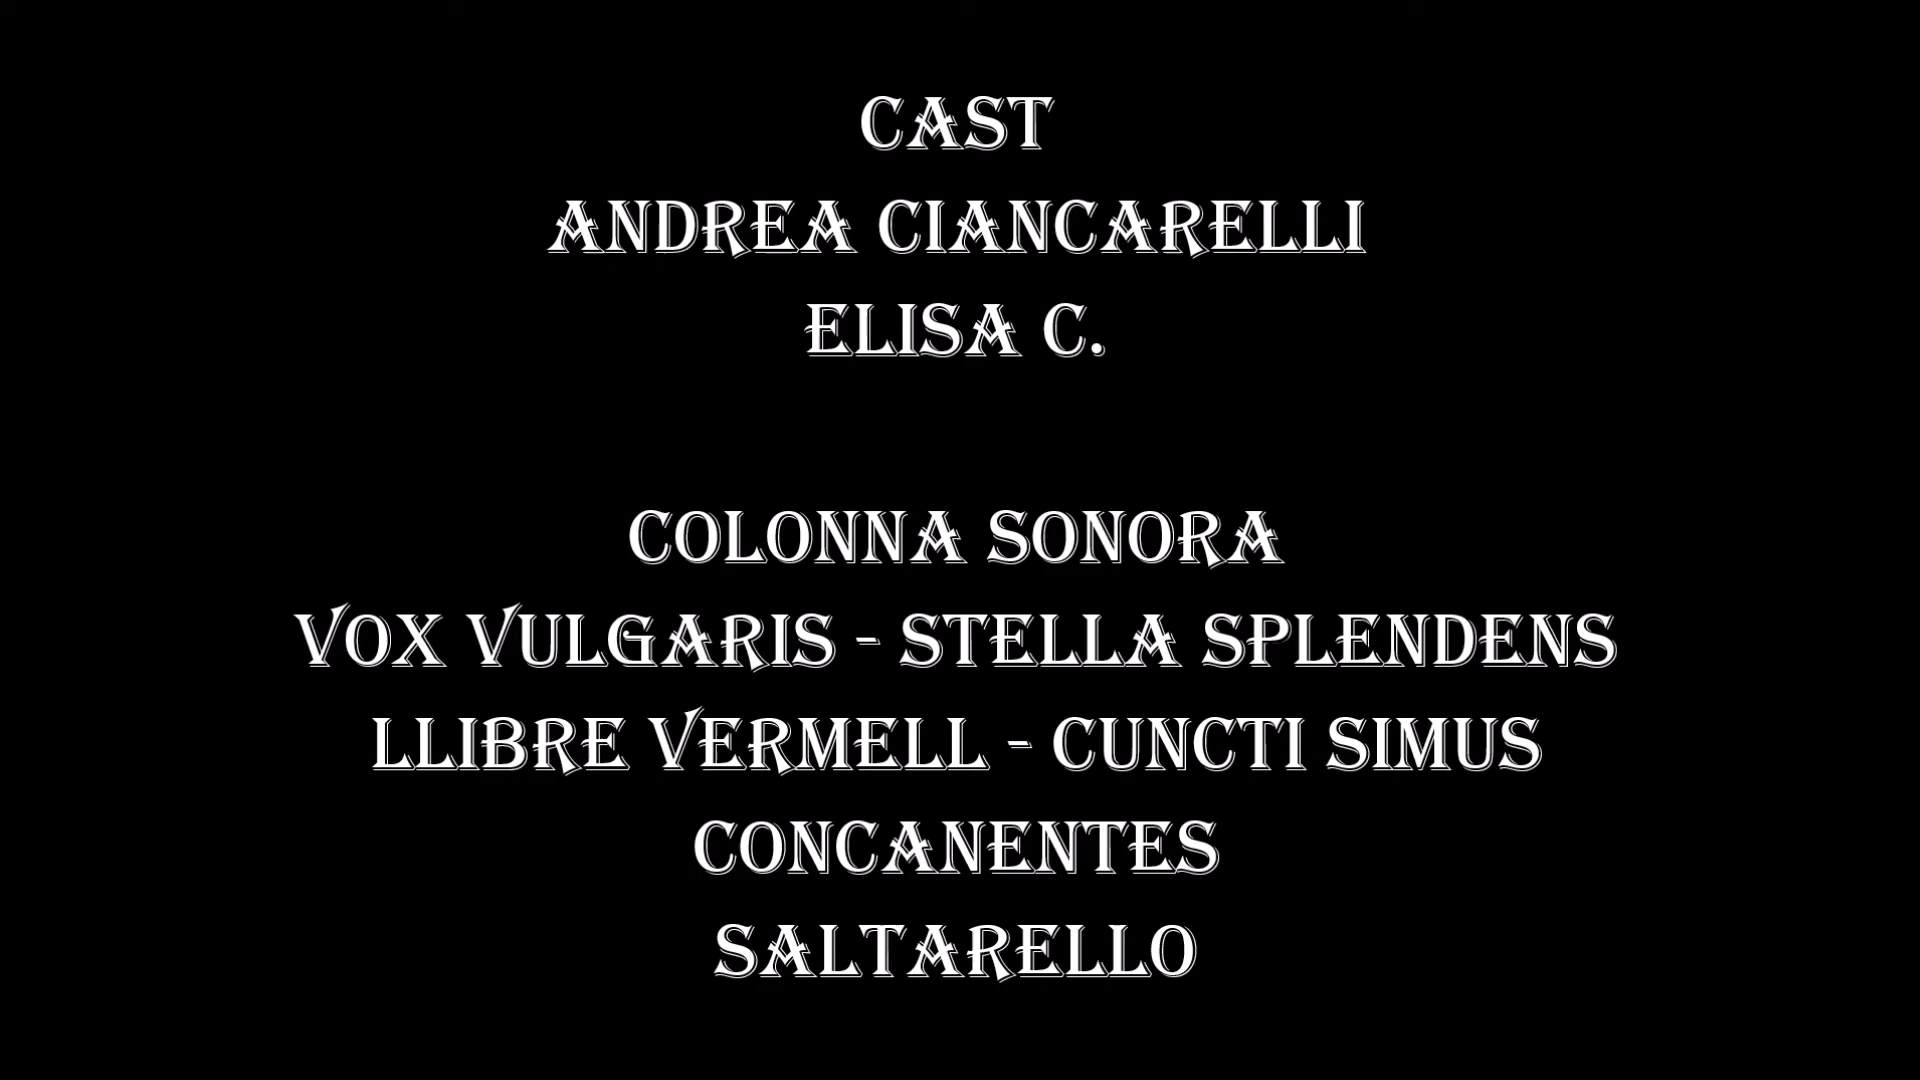 CAST
ANDREA CIANCARELLI
ELISA C.
COLONNA SONORA
VOX VULGARIS - STELLA SPLENDENS
LLIBRE VERMELL - CUNCTI SIMUS
CONCANENTES
SALTARELLO